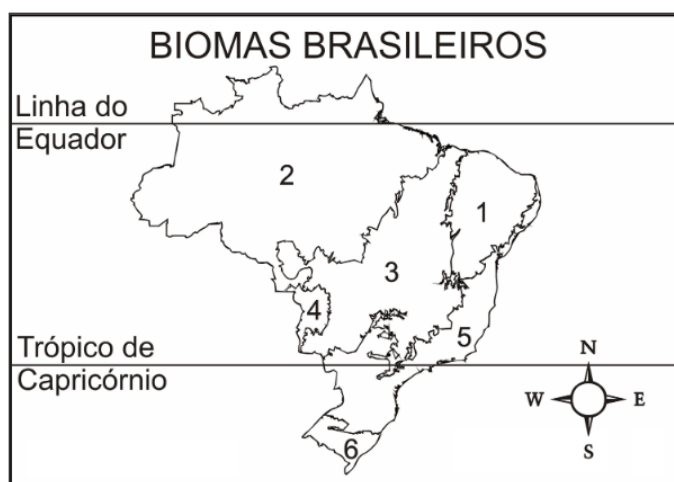 BIOMAS BRASILEIROS
Linha do
Equador
2
1
3
4
5
Trópico de
Capricórnio
N
W
E
S
6